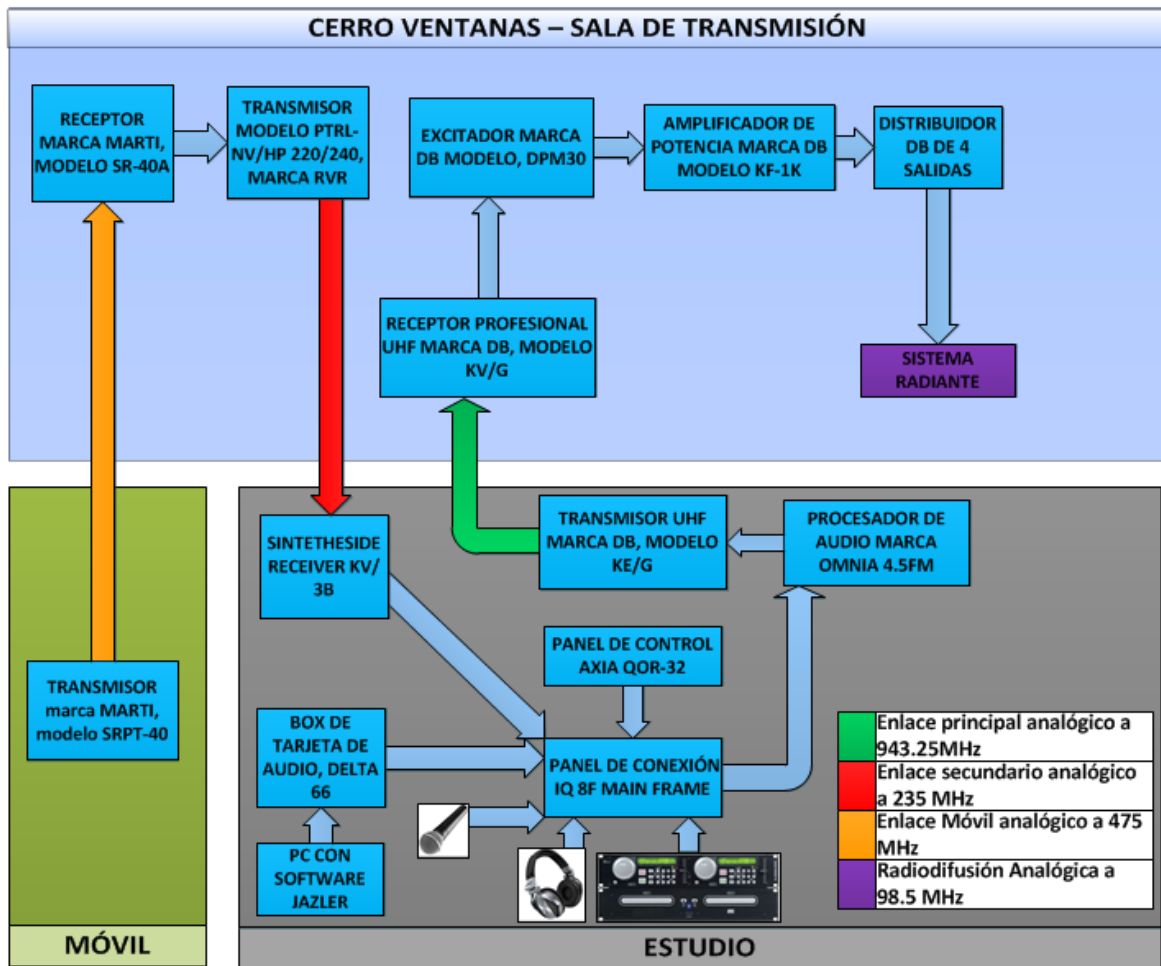 CERRO VENTANAS – SALA DE TRANSMISIÓN
RECEPTOR
MARCA MARTI,
MODELO SR-40A
TRANSMISOR
MODELO PTRL-
NV/HP 220/240,
MARCA RVR
EXCITADOR MARCA
DB MODELO, DPM30
AMPLIFICADOR DE
POTENCIA MARCA DB
MODELO KF-1K
DISTRIBUIDOR
DB DE 4
SALIDAS
RECEPTOR PROFESIONAL
UHF MARCA DB, MODELO
KV/G
SISTEMA
RADIANTE
SINTETHESIDE
RECEIVER KV/
3B
TRANSMISOR UHF
MARCA DB, MODELO
KE/G
PROCESADOR DE
AUDIO MARCA
OMNIA 4.5FM
PANEL DE CONTROL
AXIA QOR-32
TRANSMISOR
marca MARTI,
modelo SRPT-40
BOX DE
TARJETA DE
AUDIO, DELTA
66
PANEL DE CONEXIÓN
IQ 8F MAIN FRAME
PC CON
SOFTWARE
JAZLER
Enlace principal analógico a
943.25MHz
Enlace secundario analógico
a 235 MHz
Enlace Móvil analógico a 475
MHz
Radiodifusión Analógica a
98.5 MHz
MÓVIL
ESTUDIO